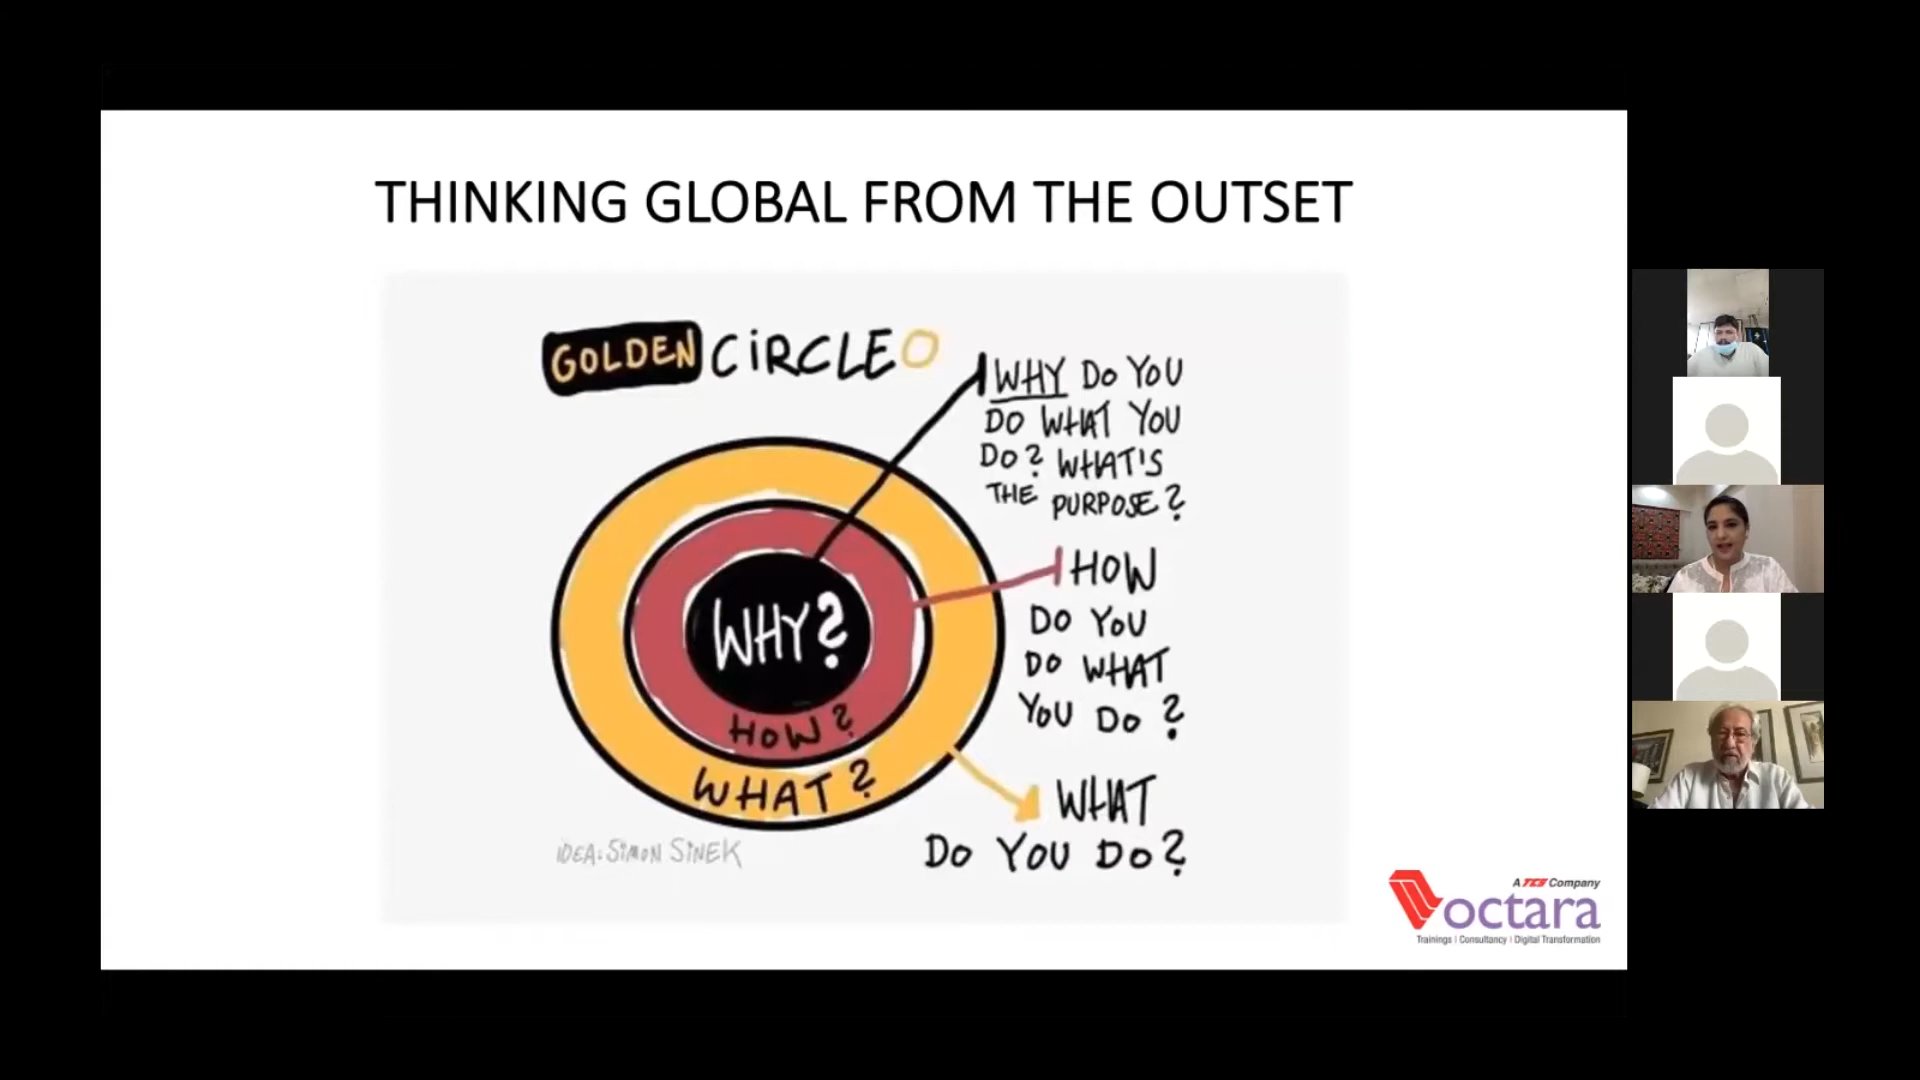 THINKING GLOBAL FROM THE OUTSET
GOLDEN CIRCLE
WHY DO YOU
DO WHAT YOU
DO? WHAT'S
THE PURPOSE?
HOW
DO YOU
DO WHAT
YOU DO?
WHAT
DO YOU DO?
WHY?
HOW?
WHAT?
IDEA: SIMON SINEK
A TCS Company
octara
Trainings | Consultancy | Digital Transformation